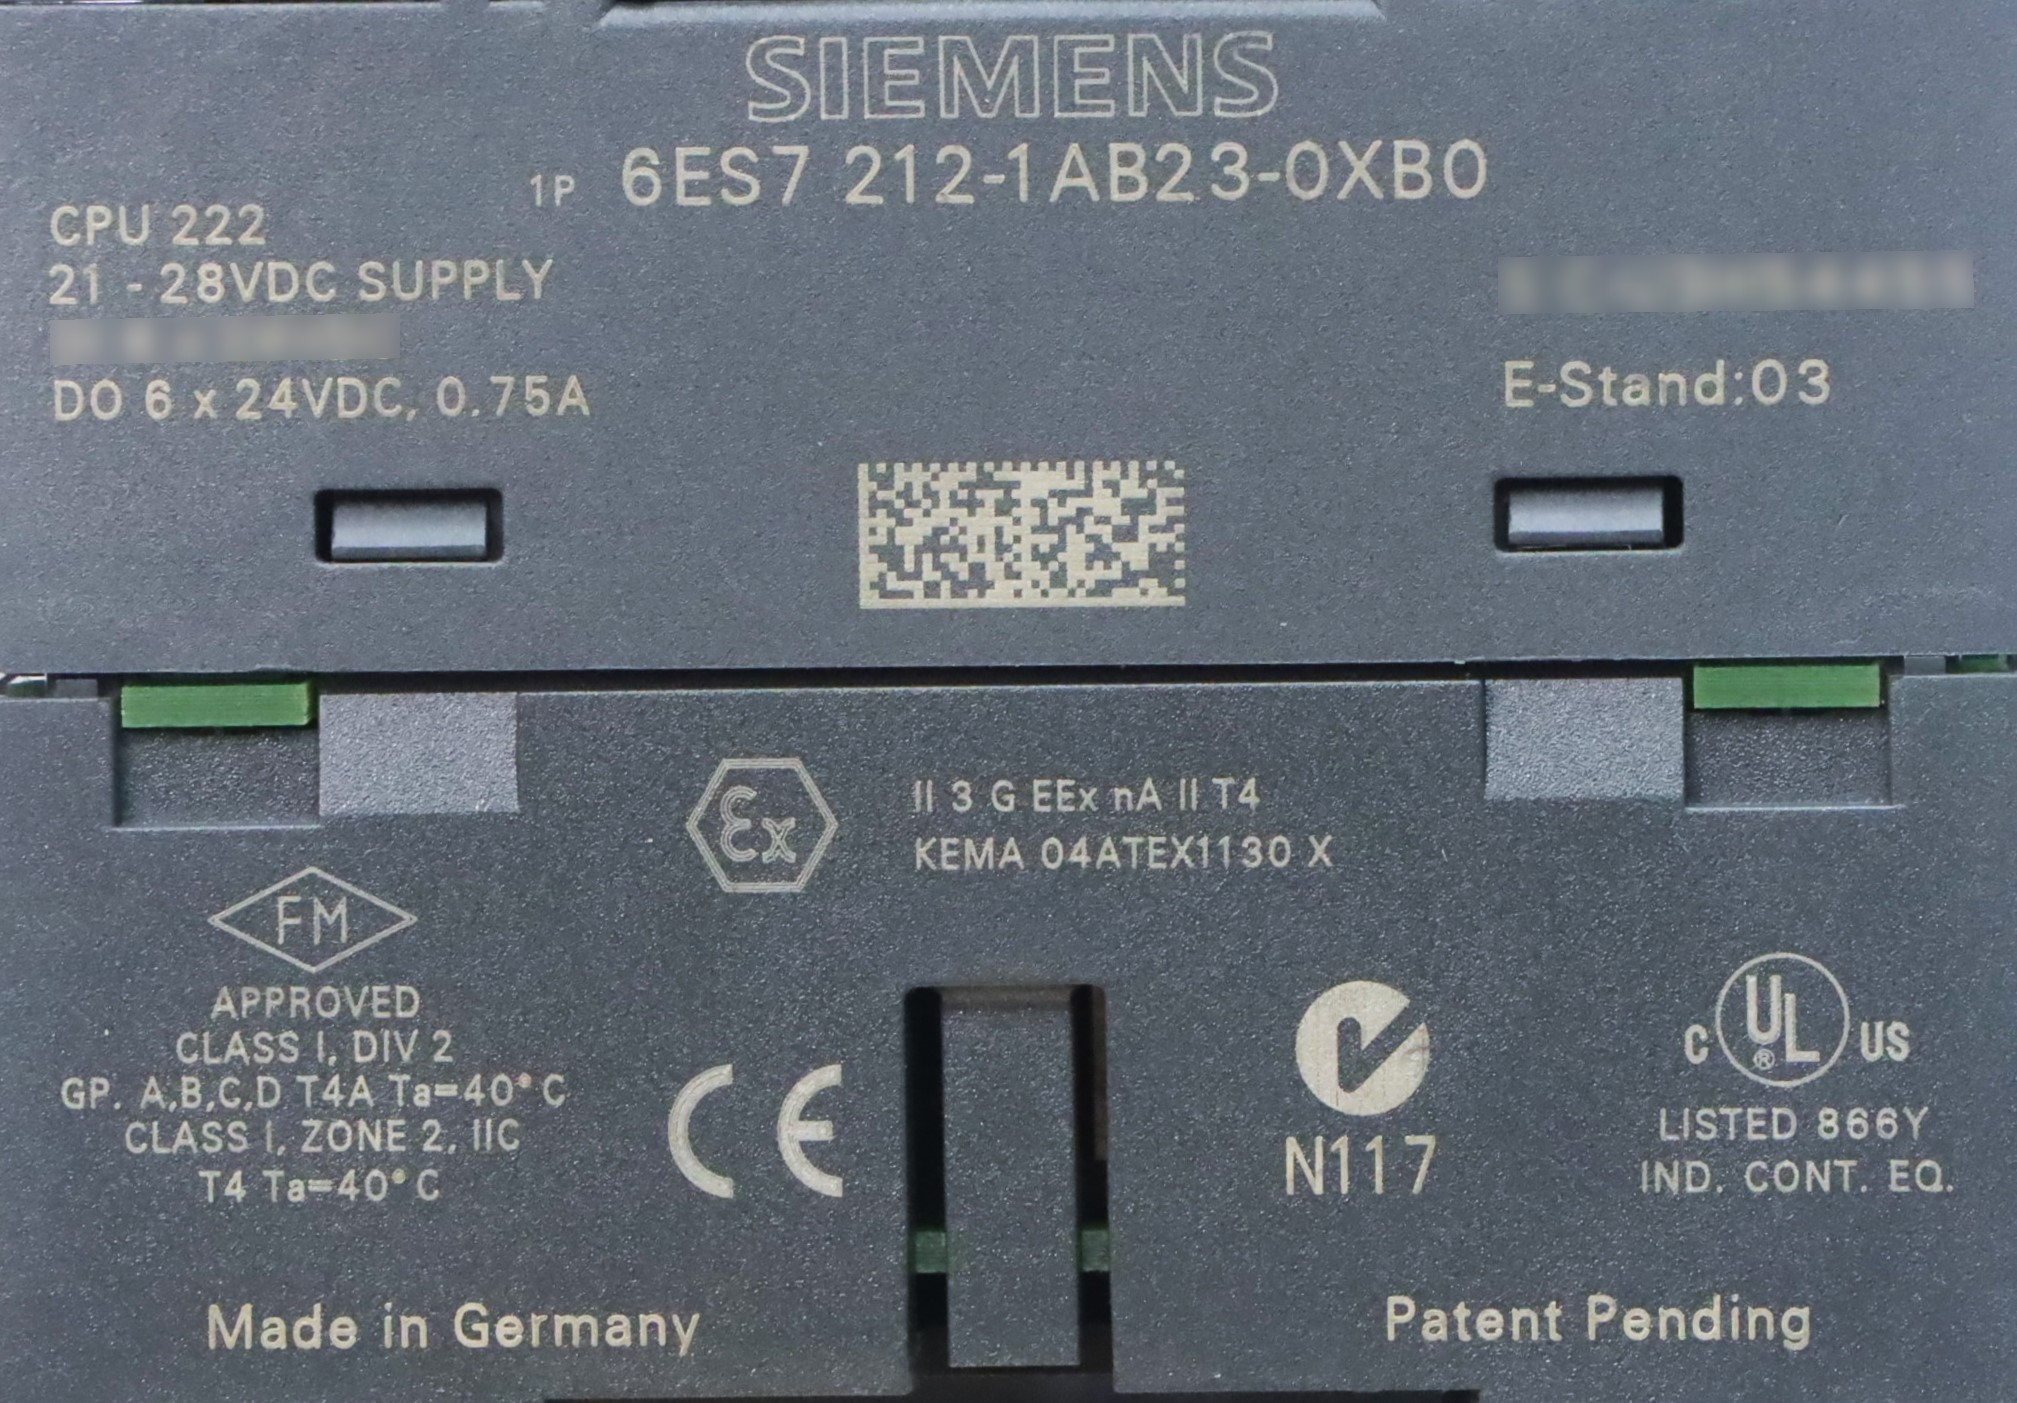 SIEMENS
1P 6ES7 212-1AB23-0XB0
CPU 222
21 - 28VDC SUPPLY
DO 6 x 24VDC, 0.75A
E-Stand:03
Ex
II 3 G EEx nA II T4
KEMA 04ATEX1130 X
FM
APPROVED
CLASS I, DIV 2
GP. A,B,C,D T4A Ta=40°C
CLASS I, ZONE 2, IIC
T4 Ta=40°C
CE
N117
C UL® US
LISTED 866Y
IND. CONT. EQ.
Made in Germany
Patent Pending